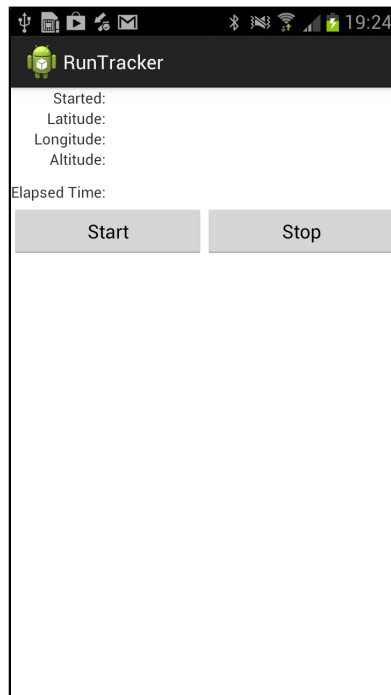 19:24
RunTracker
Started:
Latitude:
Longitude:
Altitude:
Elapsed Time:
Start Stop